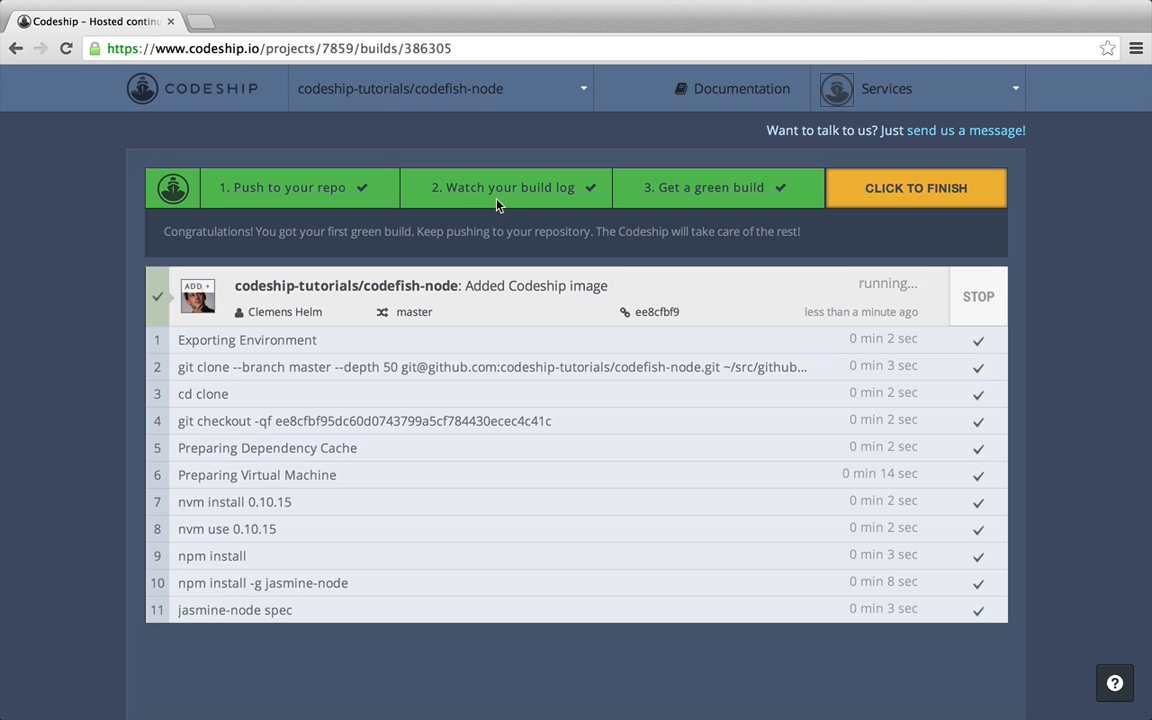 Codeship – Hosted continu
https://www.codeship.io/projects/7859/builds/386305
CODESHIP codeship-tutorials/codefish-node Documentation Services
Want to talk to us? Just send us a message!
1. Push to your repo 2. Watch your build log 3. Get a green build CLICK TO FINISH
Congratulations! You got your first green build. Keep pushing to your repository. The Codeship will take care of the rest!
ADD +
codeship-tutorials/codefish-node: Added Codeship image running... STOP
Clemens Helm master ee8cfbf9 less than a minute ago
1 Exporting Environment 0 min 2 sec
2 git clone --branch master --depth 50 git@github.com:codeship-tutorials/codefish-node.git ~/src/github... 0 min 3 sec
3 cd clone 0 min 2 sec
4 git checkout -qf ee8cfbf95dc60d0743799a5cf784430ecec4c41c 0 min 2 sec
5 Preparing Dependency Cache 0 min 2 sec
6 Preparing Virtual Machine 0 min 14 sec
7 nvm install 0.10.15 0 min 2 sec
8 nvm use 0.10.15 0 min 2 sec
9 npm install 0 min 3 sec
10 npm install -g jasmine-node 0 min 8 sec
11 jasmine-node spec 0 min 3 sec
?